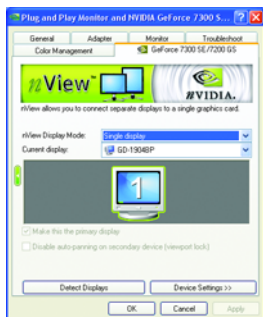 Plug and Play Monitor and NVIDIA GeForce 7300 S...
General Adapter Monitor Troubleshoot
Color Management GeForce 7300 SE/7200 GS
nView
NVIDIA.
nView allows you to connect separate displays to a single graphics card.
nView Display Mode: Single display
Current display: GD-1904BP
1
Make this the primary display
Disable auto-panning on secondary device (viewport lock)
Detect Displays Device Settings >>
OK Cancel Apply